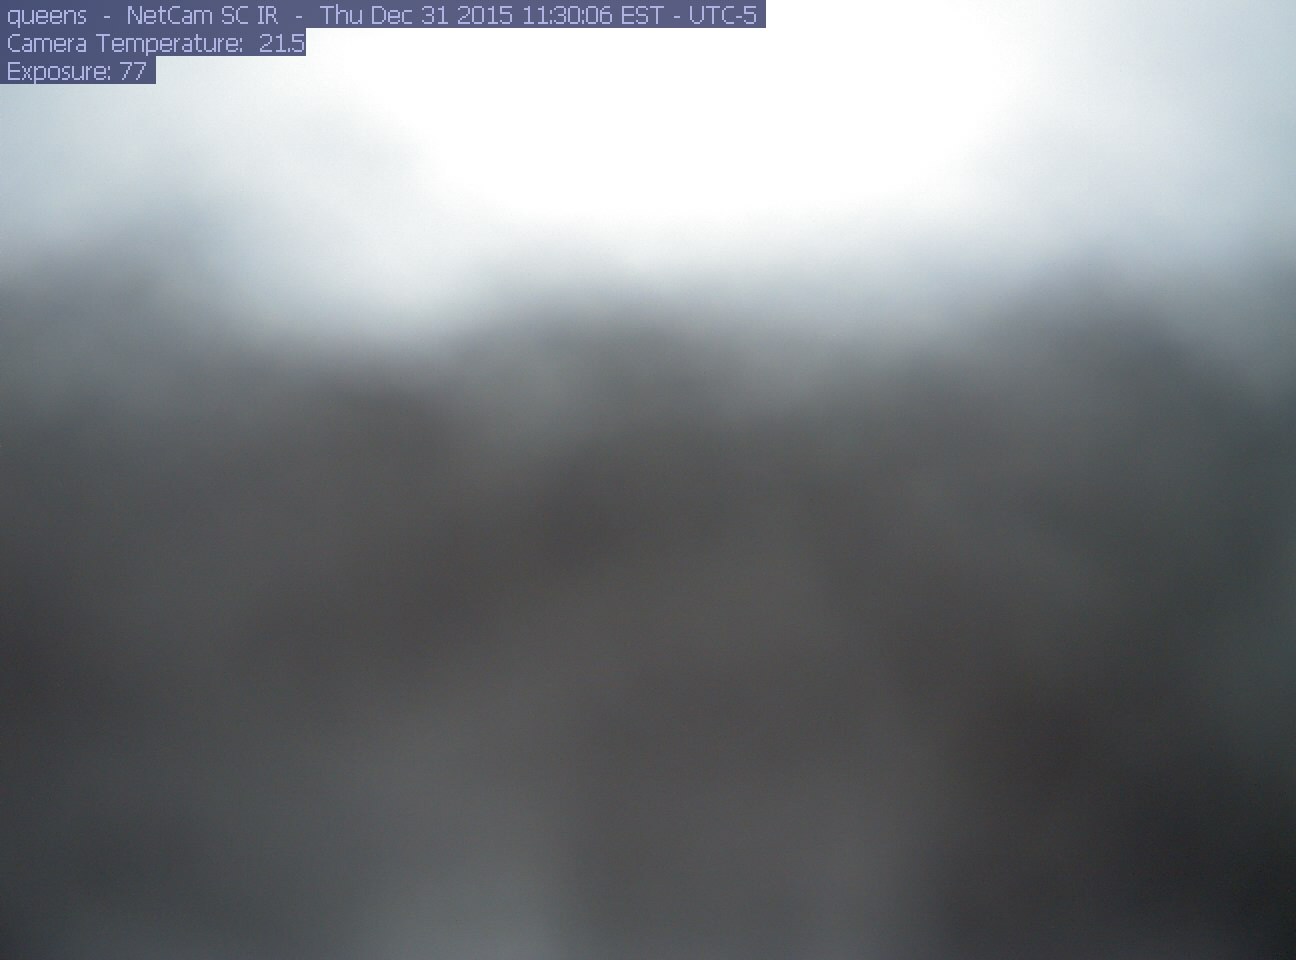 queens - NetCam SC IR - Thu Dec 31 2015 11:30:06 EST - UTC-5
Camera Temperature: 21.5
Exposure: 77